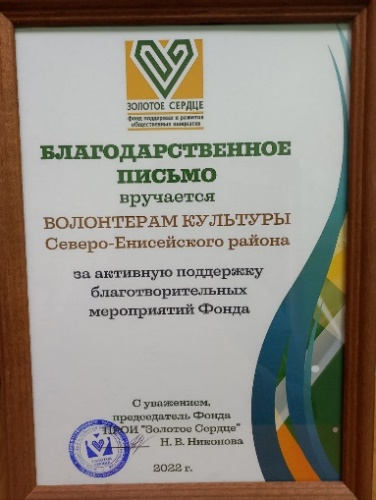 ЗОЛОТОЕ СЕРДЦЕ
фонд поддержки и развития
общественных инициатив
БЛАГОДАРСТВЕННОЕ
ПИСЬМО
вручается
ВОЛОНТЕРАМ КУЛЬТУРЫ
Северо-Енисейского района
за активную поддержку
благотворительных
мероприятий Фонда
С уважением,
председатель Фонда
ПРОИ "Золотое Сердце"
Н. В. Никонова
2022 г.